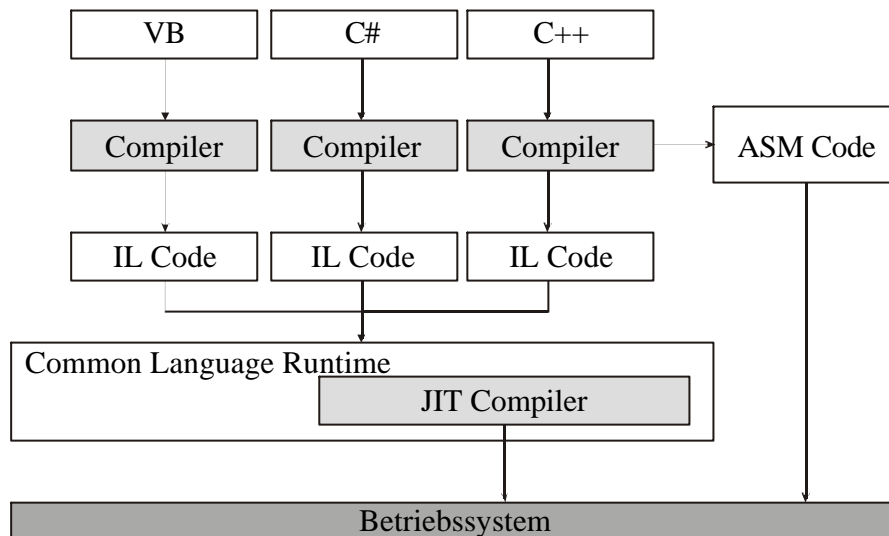 VB
C#
C++
Compiler
Compiler
Compiler
ASM Code
IL Code
IL Code
IL Code
Common Language Runtime
JIT Compiler
Betriebssystem